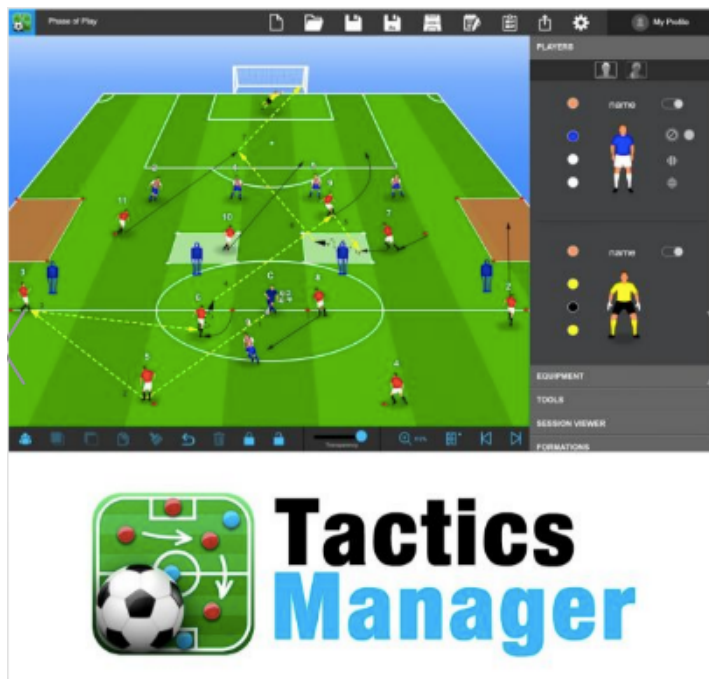 Phase of Play
My Profile
PLAYERS
name
name
11
10
9
7
3
C
8
2
5
4
EQUIPMENT
TOOLS
SESSION VIEWER
FORMATIONS
Transparency
Tactics
Manager